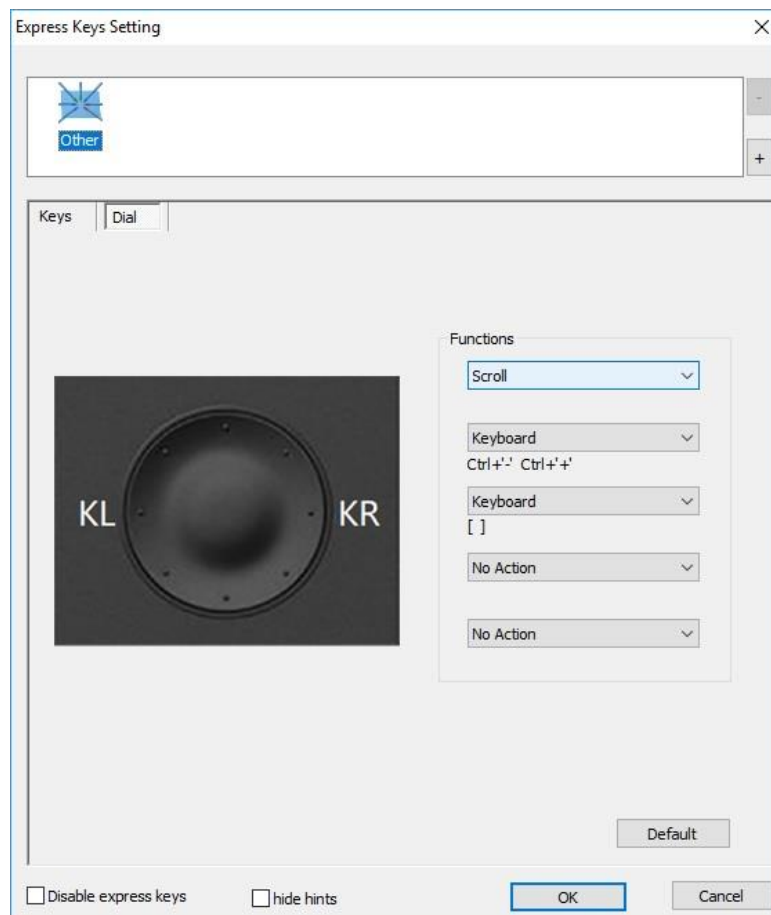 Express Keys Setting
Other
-
+
Keys Dial
Functions
Scroll
Keyboard
Ctrl+'-' Ctrl+'+'
Keyboard
[ ]
No Action
No Action
KL KR
Default
Disable express keys hide hints OK Cancel